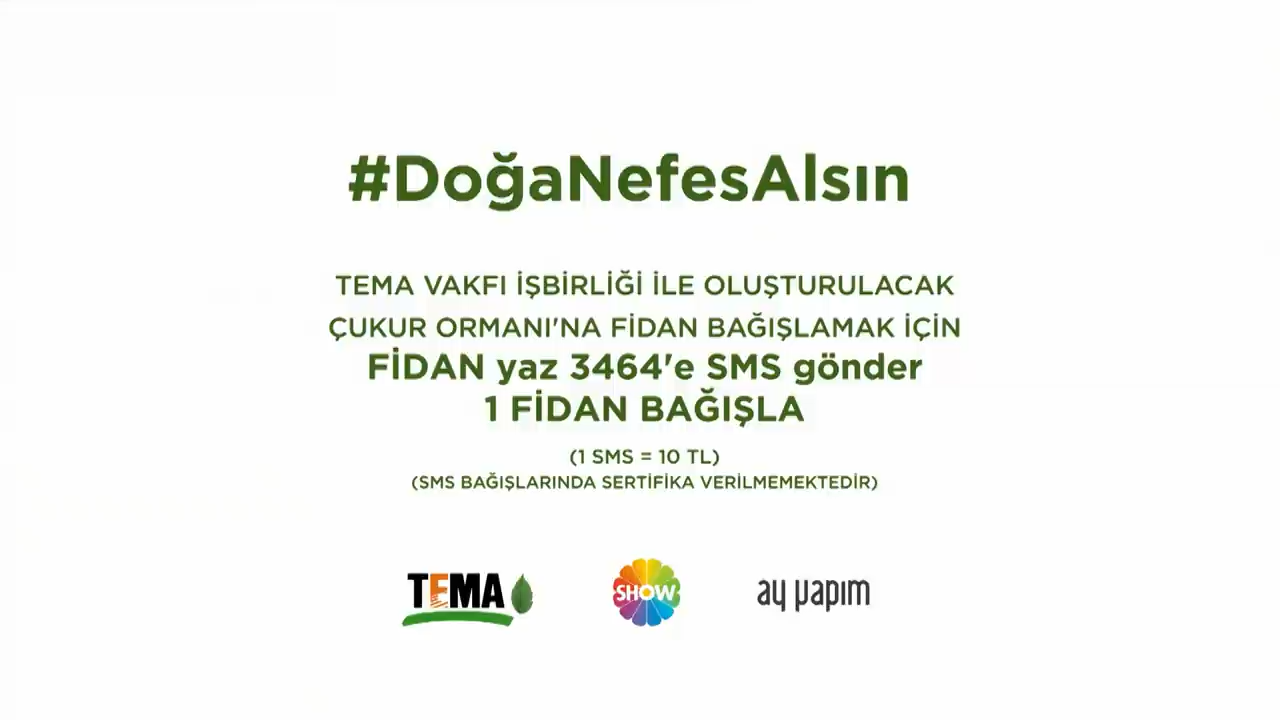 #DoğaNefesAlsın
TEMA VAKFI İŞBİRLİĞİ İLE OLUŞTURULACAK
ÇUKUR ORMANI'NA FİDAN BAĞIŞLAMAK İÇİN
FİDAN yaz 3464'e SMS gönder
1 FİDAN BAĞIŞLA
(1 SMS = 10 TL)
(SMS BAĞIŞLARINDA SERTİFİKA VERİLMEMEKTEDİR)
TEMA SHOW ay yapım